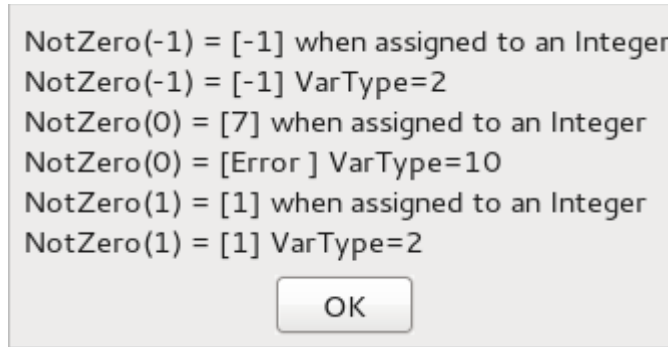 NotZero(-1) = [-1] when assigned to an Integer
NotZero(-1) = [-1] VarType=2
NotZero(0) = [7] when assigned to an Integer
NotZero(0) = [Error ] VarType=10
NotZero(1) = [1] when assigned to an Integer
NotZero(1) = [1] VarType=2
OK